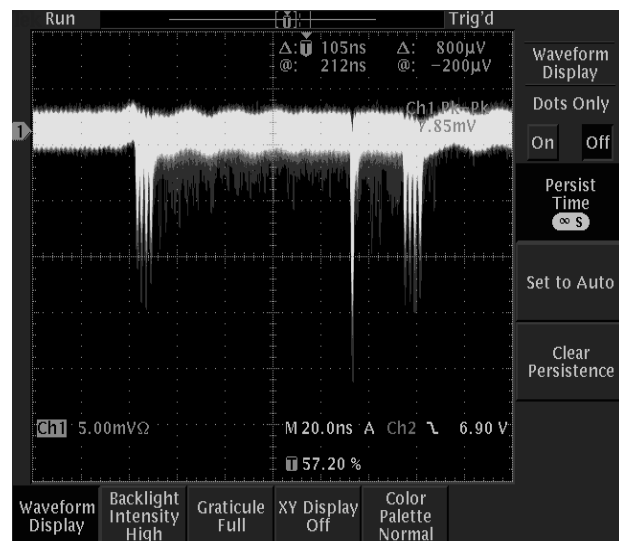 Run Trig'd
Δ: 105ns Δ: 800µV
@: 212ns @: −200µV
Ch1 Pk-Pk
7.85mV
1
Ch1 5.00mVΩ M 20.0ns A Ch2 6.90 V
57.20 %
Waveform
Display
Dots Only
On Off
Persist
Time
∞ S
Set to Auto
Clear
Persistence
Waveform
Display
Backlight
Intensity
High
Graticule
Full
XY Display
Off
Color
Palette
Normal